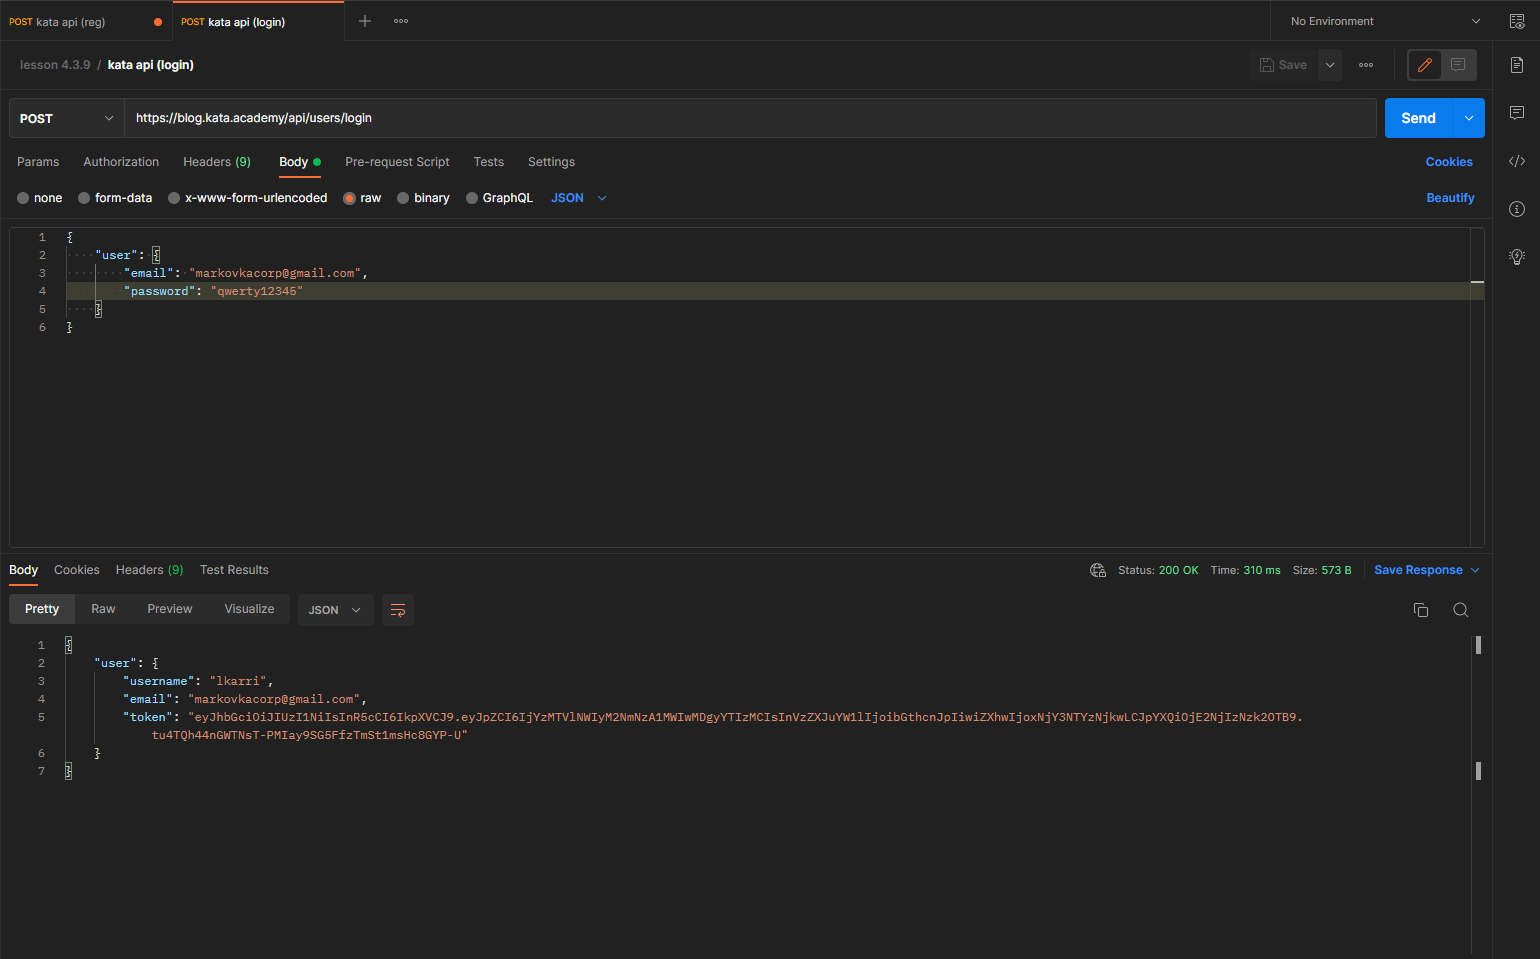 POST kata api (reg)
POST kata api (login)
No Environment
lesson 4.3.9 / kata api (login)
Save
POST
https://blog.kata.academy/api/users/login
Send
Params Authorization Headers (9) Body Pre-request Script Tests Settings
Cookies
none form-data x-www-form-urlencoded raw binary GraphQL JSON
Beautify
1 {
2 "user": {
3 "email": "markovkacorp@gmail.com",
4 "password": "qwerty12345"
5 }
6 }
Body Cookies Headers (9) Test Results
Status: 200 OK Time: 310 ms Size: 573 B
Save Response
Pretty Raw Preview Visualize JSON
1 {
2 "user": {
3 "username": "lkarri",
4 "email": "markovkacorp@gmail.com",
5 "token": "eyJhbGciOiJIUzI1NiIsInR5cCI6IkpXVCJ9.eyJpZCI6IjYzMTVlNWIyM2NmNzA1MWIwMDgyYTIzMCIsInVzZXJuYW1lIjoibGthcnJpIiwiZXhwIjoxNjY3NTYzNjkwLCJpYXQiOjE2NjIzNzk2OTB9.
tu4TQh44nGWTNsT-PMIay9SG5FfzTmSt1msHc8GYP-U"
6 }
7 }